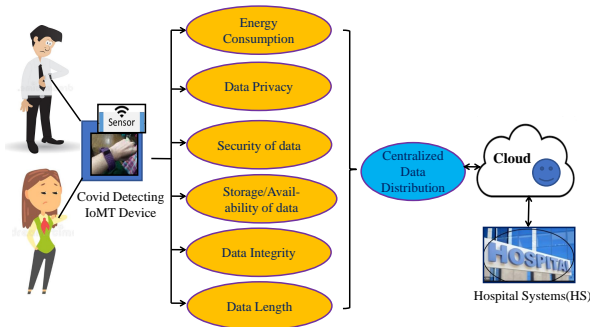 Sensor
Covid Detecting
IoMT Device
Energy
Consumption
Data Privacy
Security of data
Storage/Avail-
ability of data
Data Integrity
Data Length
Centralized
Data
Distribution
Cloud
HOSPITAL
Hospital Systems(HS)